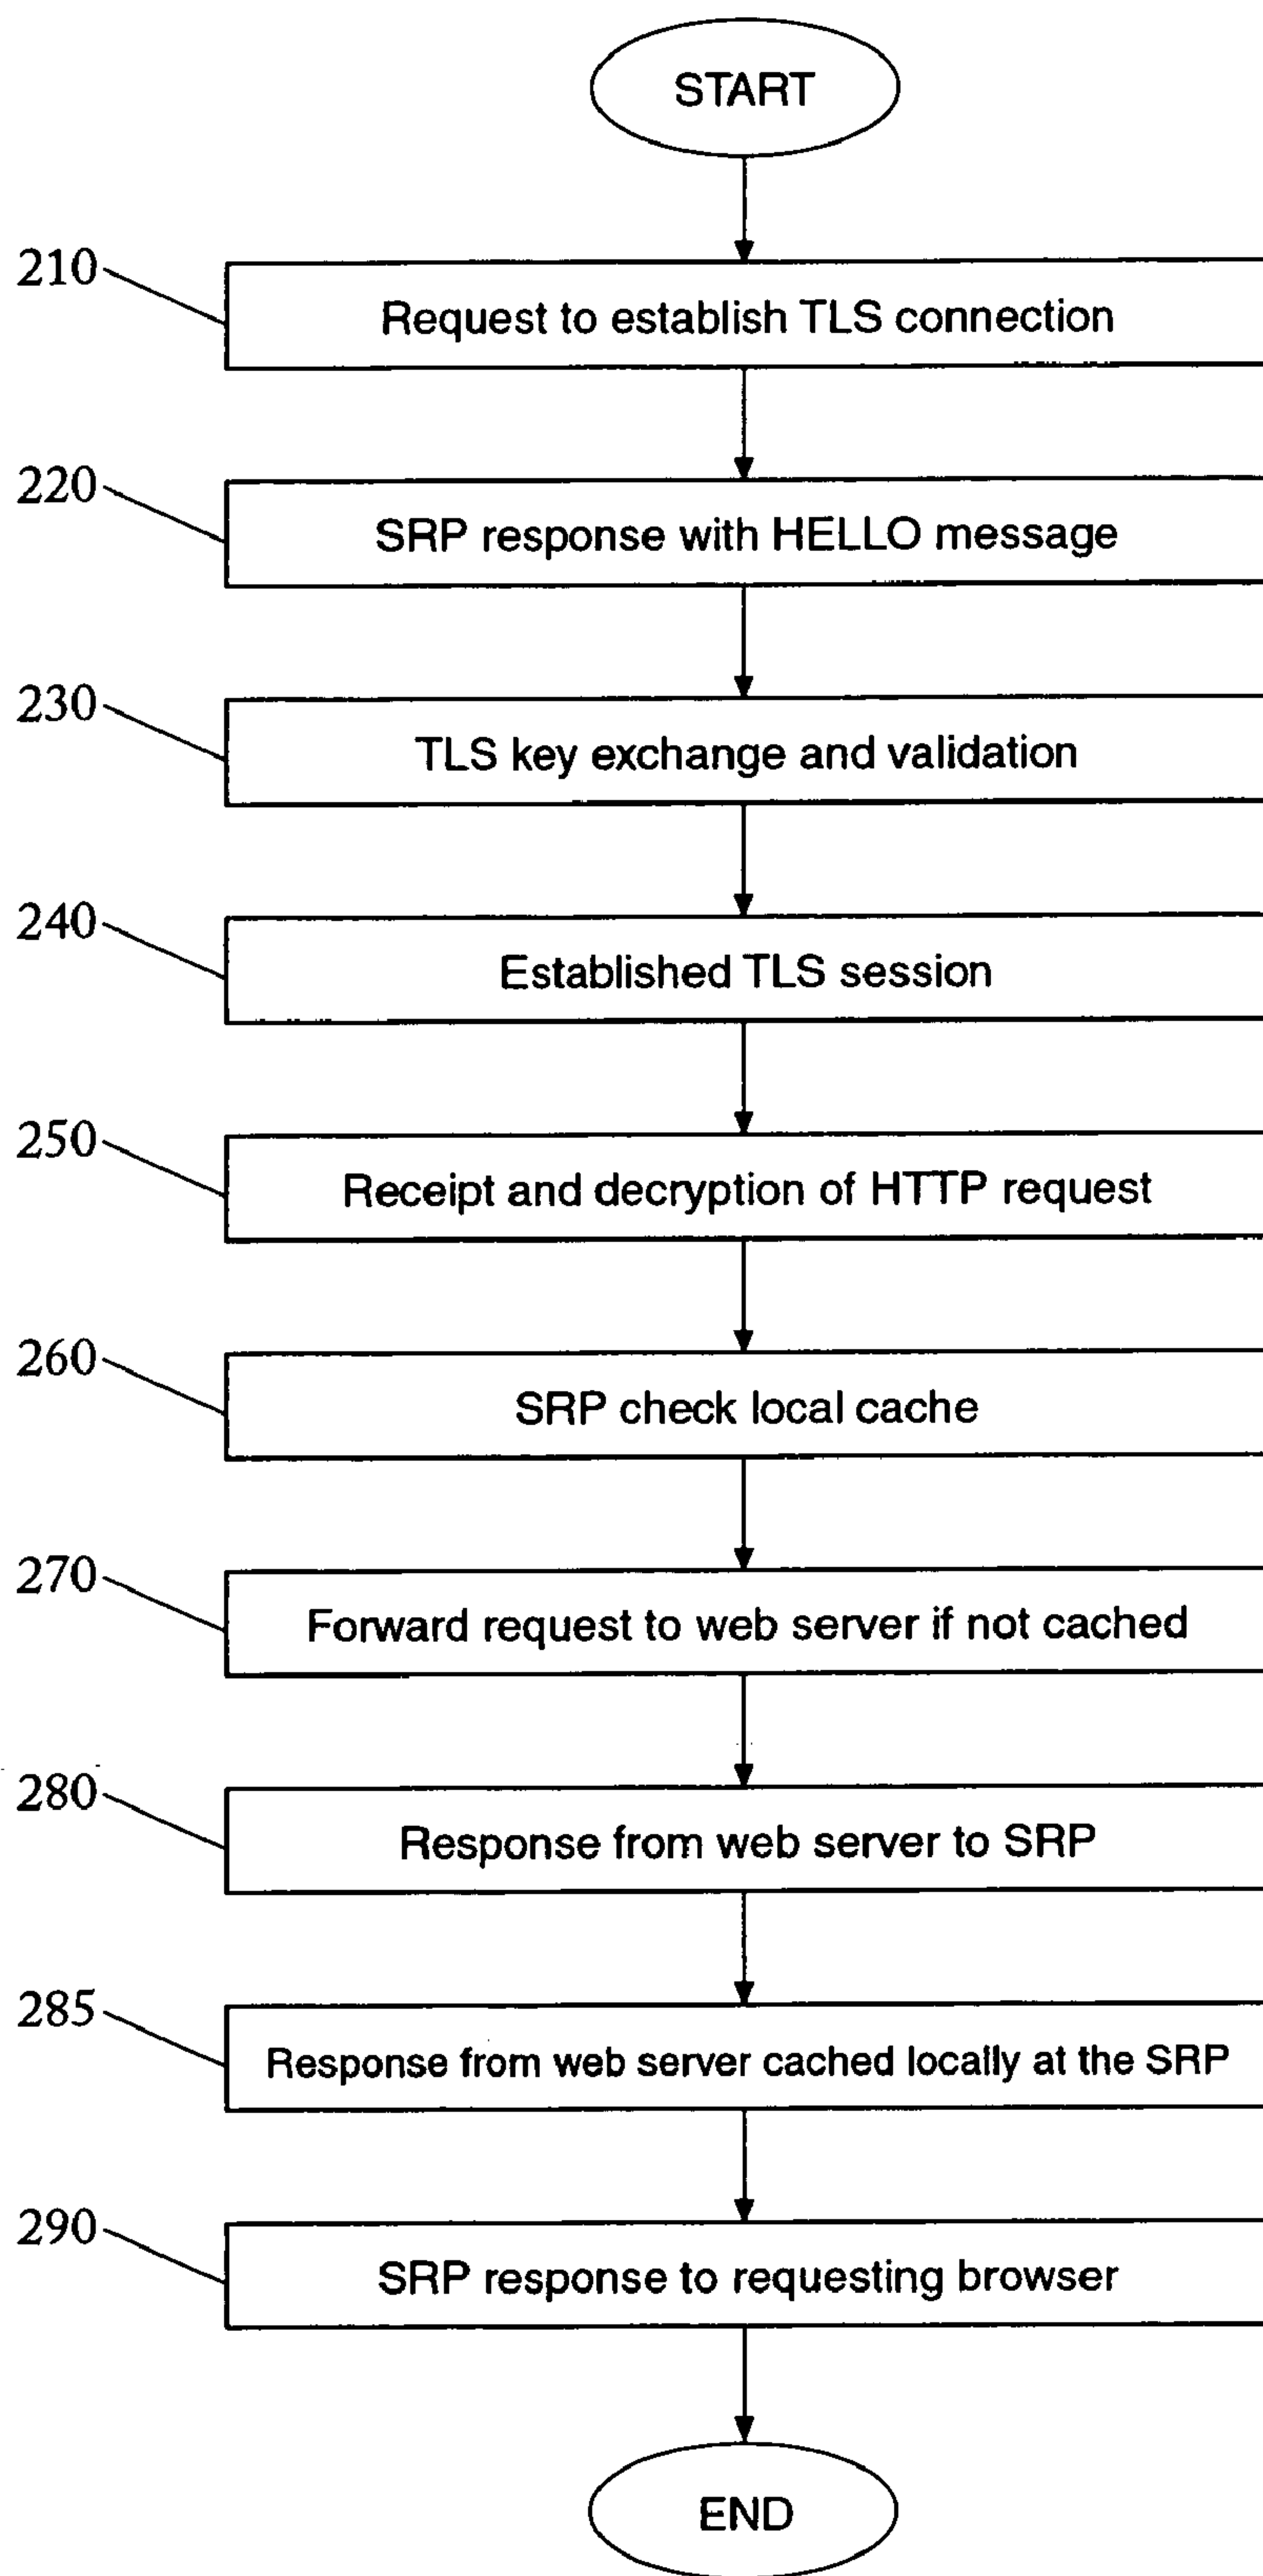 START
210
Request to establish TLS connection
220
SRP response with HELLO message
230
TLS key exchange and validation
240
Established TLS session
250
Receipt and decryption of HTTP request
260
SRP check local cache
270
Forward request to web server if not cached
280
Response from web server to SRP
285
Response from web server cached locally at the SRP
290
SRP response to requesting browser
END